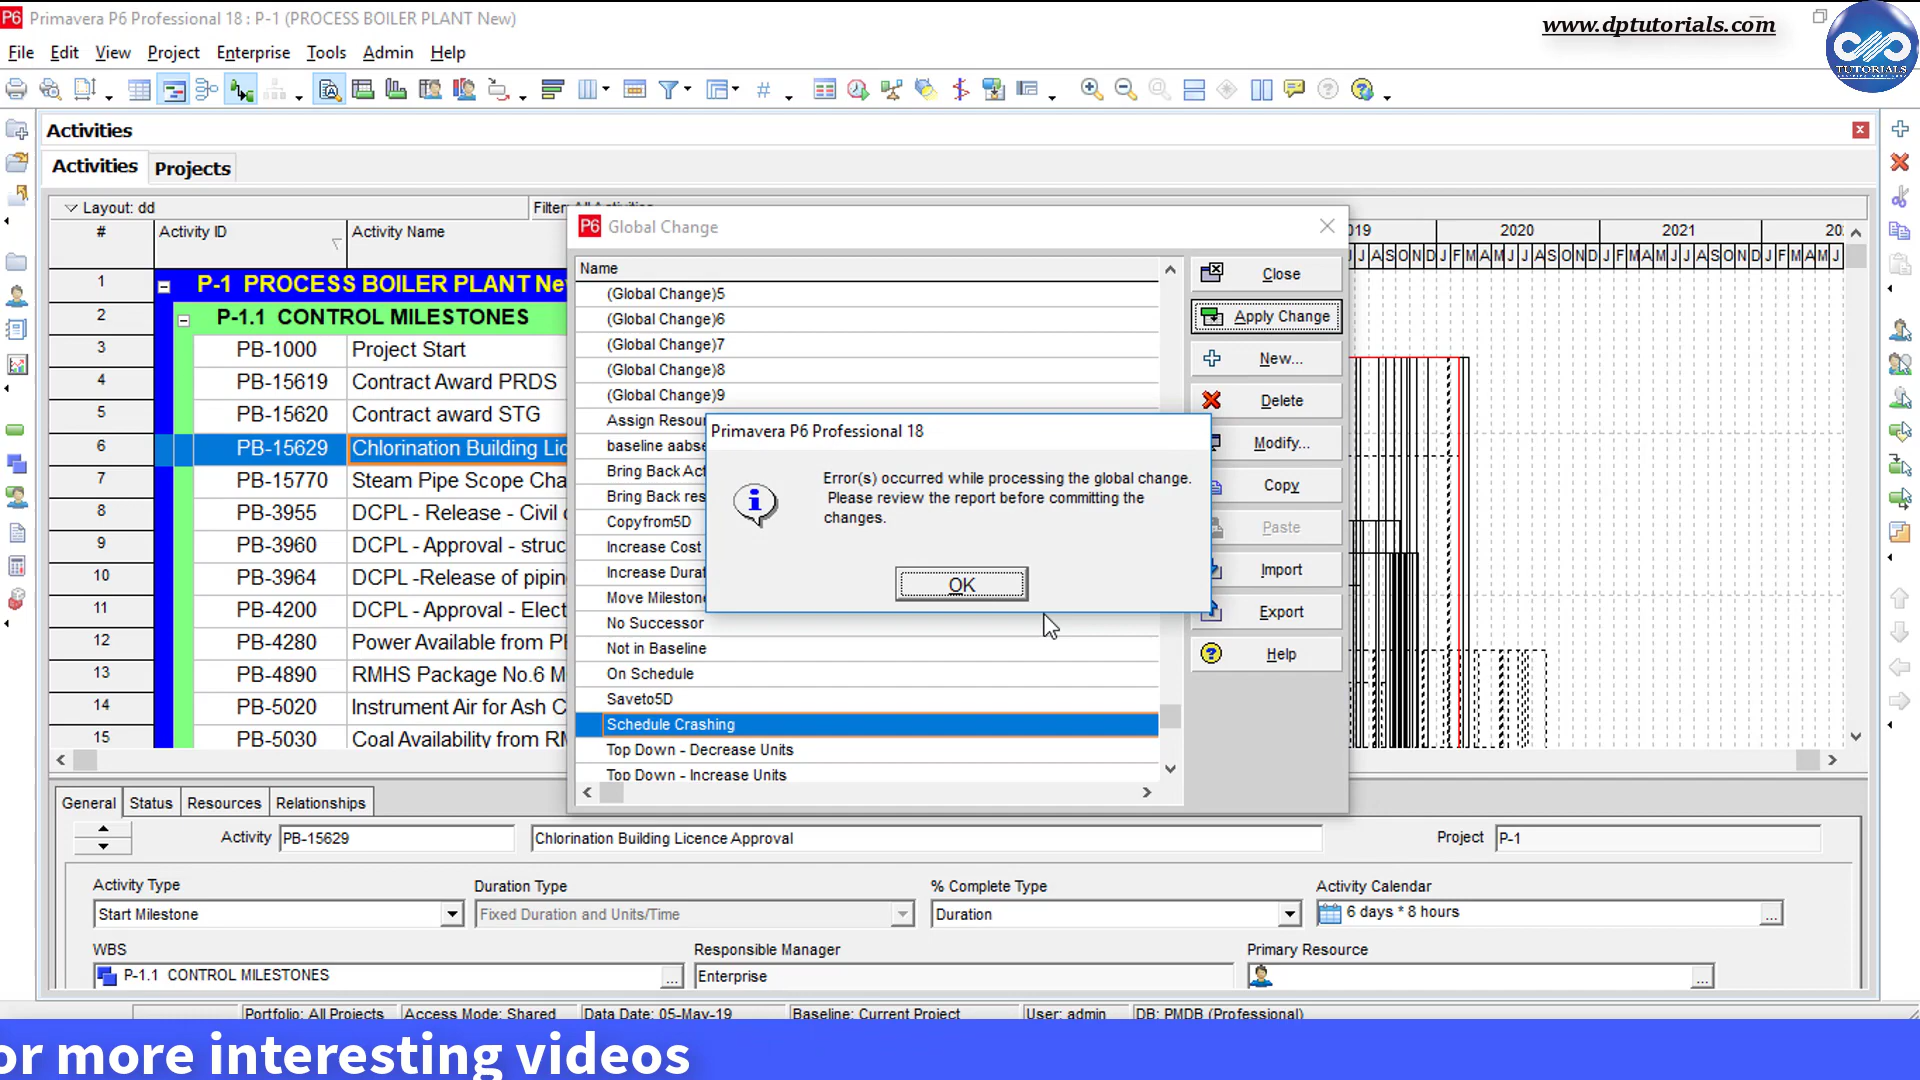 Primavera P6 Professional 18 : P-1 (PROCESS BOILER PLANT New)
www.dptutorials.com
TUTORIALS
File Edit View Project Enterprise Tools Admin Help
Activities
Activities Projects
Layout: dd
Filter: All Activities
# Activity ID Activity Name
2020 2021
1 P-1 PROCESS BOILER PLANT New
2 P-1.1 CONTROL MILESTONES
3 PB-1000 Project Start
4 PB-15619 Contract Award PRDS
5 PB-15620 Contract award STG
6 PB-15629 Chlorination Building Lic
7 PB-15770 Steam Pipe Scope Cha
8 PB-3955 DCPL - Release - Civil
9 PB-3960 DCPL - Approval - struc
10 PB-3964 DCPL -Release of pipin
11 PB-4200 DCPL - Approval - Elect
12 PB-4280 Power Available from
13 PB-4890 RMHS Package No.6 M
14 PB-5020 Instrument Air for Ash C
15 PB-5030 Coal Availability from RM
Global Change
Name
(Global Change)5
(Global Change)6
(Global Change)7
(Global Change)8
(Global Change)9
Assign Resou
baseline aabse
Bring Back Act
Bring Back res
Copyfrom5D
Increase Cost
Increase Durat
Move Milestone
No Successor
Not in Baseline
On Schedule
Saveto5D
Schedule Crashing
Top Down - Decrease Units
Top Down - Increase Units
Close
Apply Change
New...
Delete
Modify...
Copy
Paste
Import
Export
Help
Primavera P6 Professional 18
Error(s) occurred while processing the global change.
Please review the report before committing the
changes.
OK
General Status Resources Relationships
Activity PB-15629 Chlorination Building Licence Approval Project P-1
Activity Type Duration Type % Complete Type Activity Calendar
Start Milestone Fixed Duration and Units/Time Duration 6 days * 8 hours
WBS Responsible Manager Primary Resource
P-1.1 CONTROL MILESTONES Enterprise
Portfolio: All Projects Access Mode: Shared Data Date: 05-May-19 Baseline: Current Project User: admin DB: PMDB (Professional)
or more interesting videos